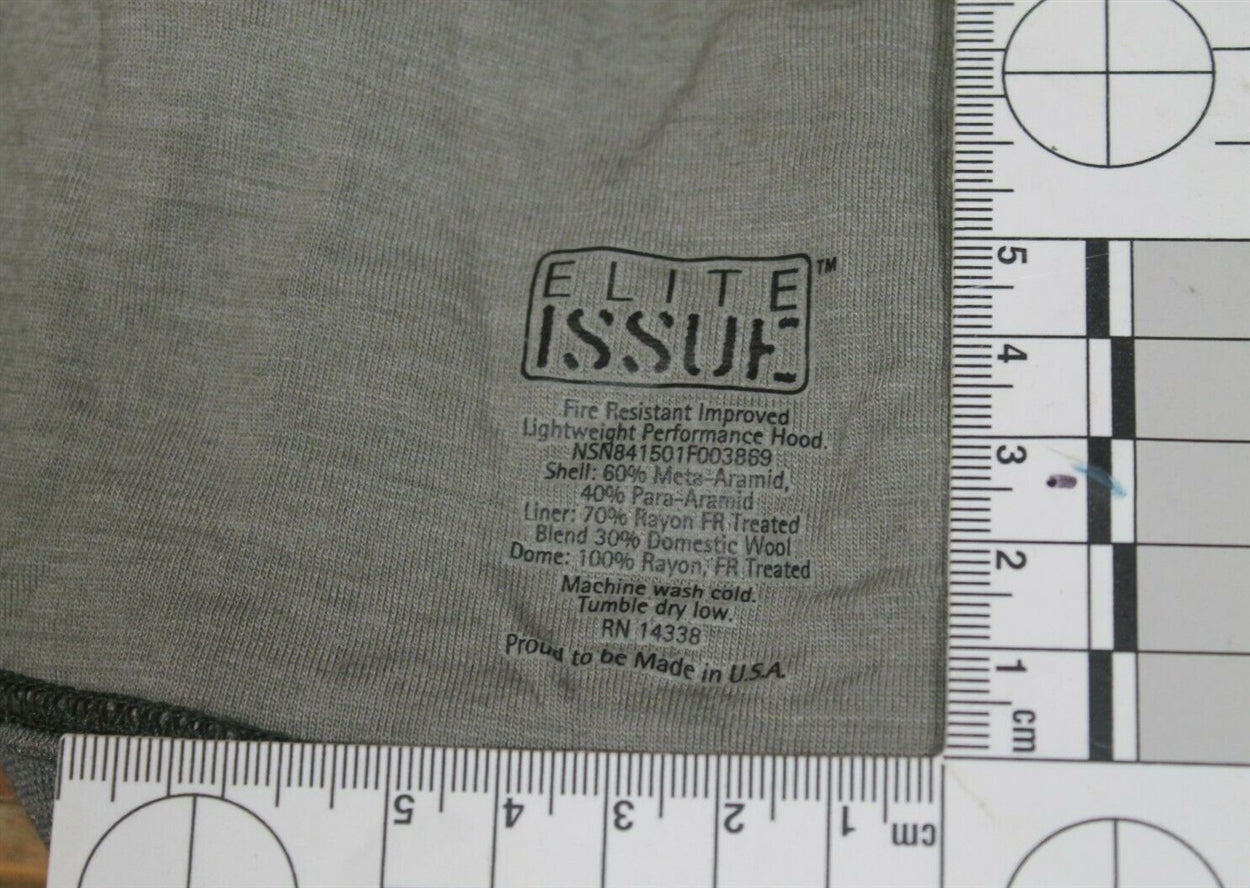 ELITE TM
ISSUE
Fire Resistant Improved
Lightweight Performance Hood.
NSN841501F003869
Shell: 60% Meta-Aramid,
40% Para-Aramid
Liner: 70% Rayon FR Treated
Blend 30% Domestic Wool
Dome: 100% Rayon, FR Treated
Machine wash cold.
Tumble dry low.
RN 14338
Proud to be Made in U.S.A.
5
4
3
2
1
cm
5
4
3
2
1
cm